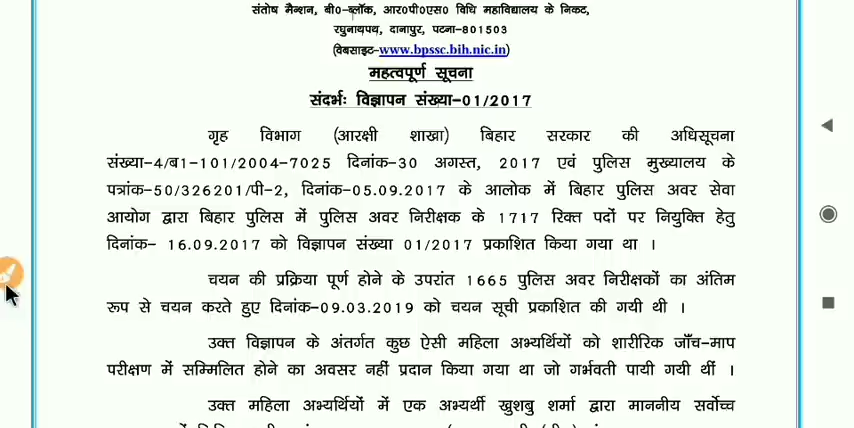 संतोष मैन्शन, बी०-ब्लॉक, आर०पी०एस० विधि महाविद्यालय के निकट,
रघुनाथपथ, दानापुर, पटना-801503
(वेबसाइट-www.bpssc.bih.nic.in)
महत्वपूर्ण सूचना
संदर्भः विज्ञापन संख्या-01/2017
गृह विभाग (आरक्षी शाखा) बिहार सरकार की अधिसूचना
संख्या-4/ब1-101/2004-7025 दिनांक-30 अगस्त, 2017 एवं पुलिस मुख्यालय के
पत्रांक-50/326201/पी-2, दिनांक-05.09.2017 के आलोक में बिहार पुलिस अवर सेवा
आयोग द्वारा बिहार पुलिस में पुलिस अवर निरीक्षक के 1717 रिक्त पदों पर नियुक्ति हेतु
दिनांक- 16.09.2017 को विज्ञापन संख्या 01/2017 प्रकाशित किया गया था ।
चयन की प्रक्रिया पूर्ण होने के उपरांत 1665 पुलिस अवर निरीक्षकों का अंतिम
रूप से चयन करते हुए दिनांक-09.03.2019 को चयन सूची प्रकाशित की गयी थी ।
उक्त विज्ञापन के अंतर्गत कुछ ऐसी महिला अभ्यर्थियों को शारीरिक जाँच-माप
परीक्षण में सम्मिलित होने का अवसर नहीं प्रदान किया गया था जो गर्भवती पायी गयी थीं ।
उक्त महिला अभ्यर्थियों में एक अभ्यर्थी खुशबु शर्मा द्वारा माननीय सर्वोच्च